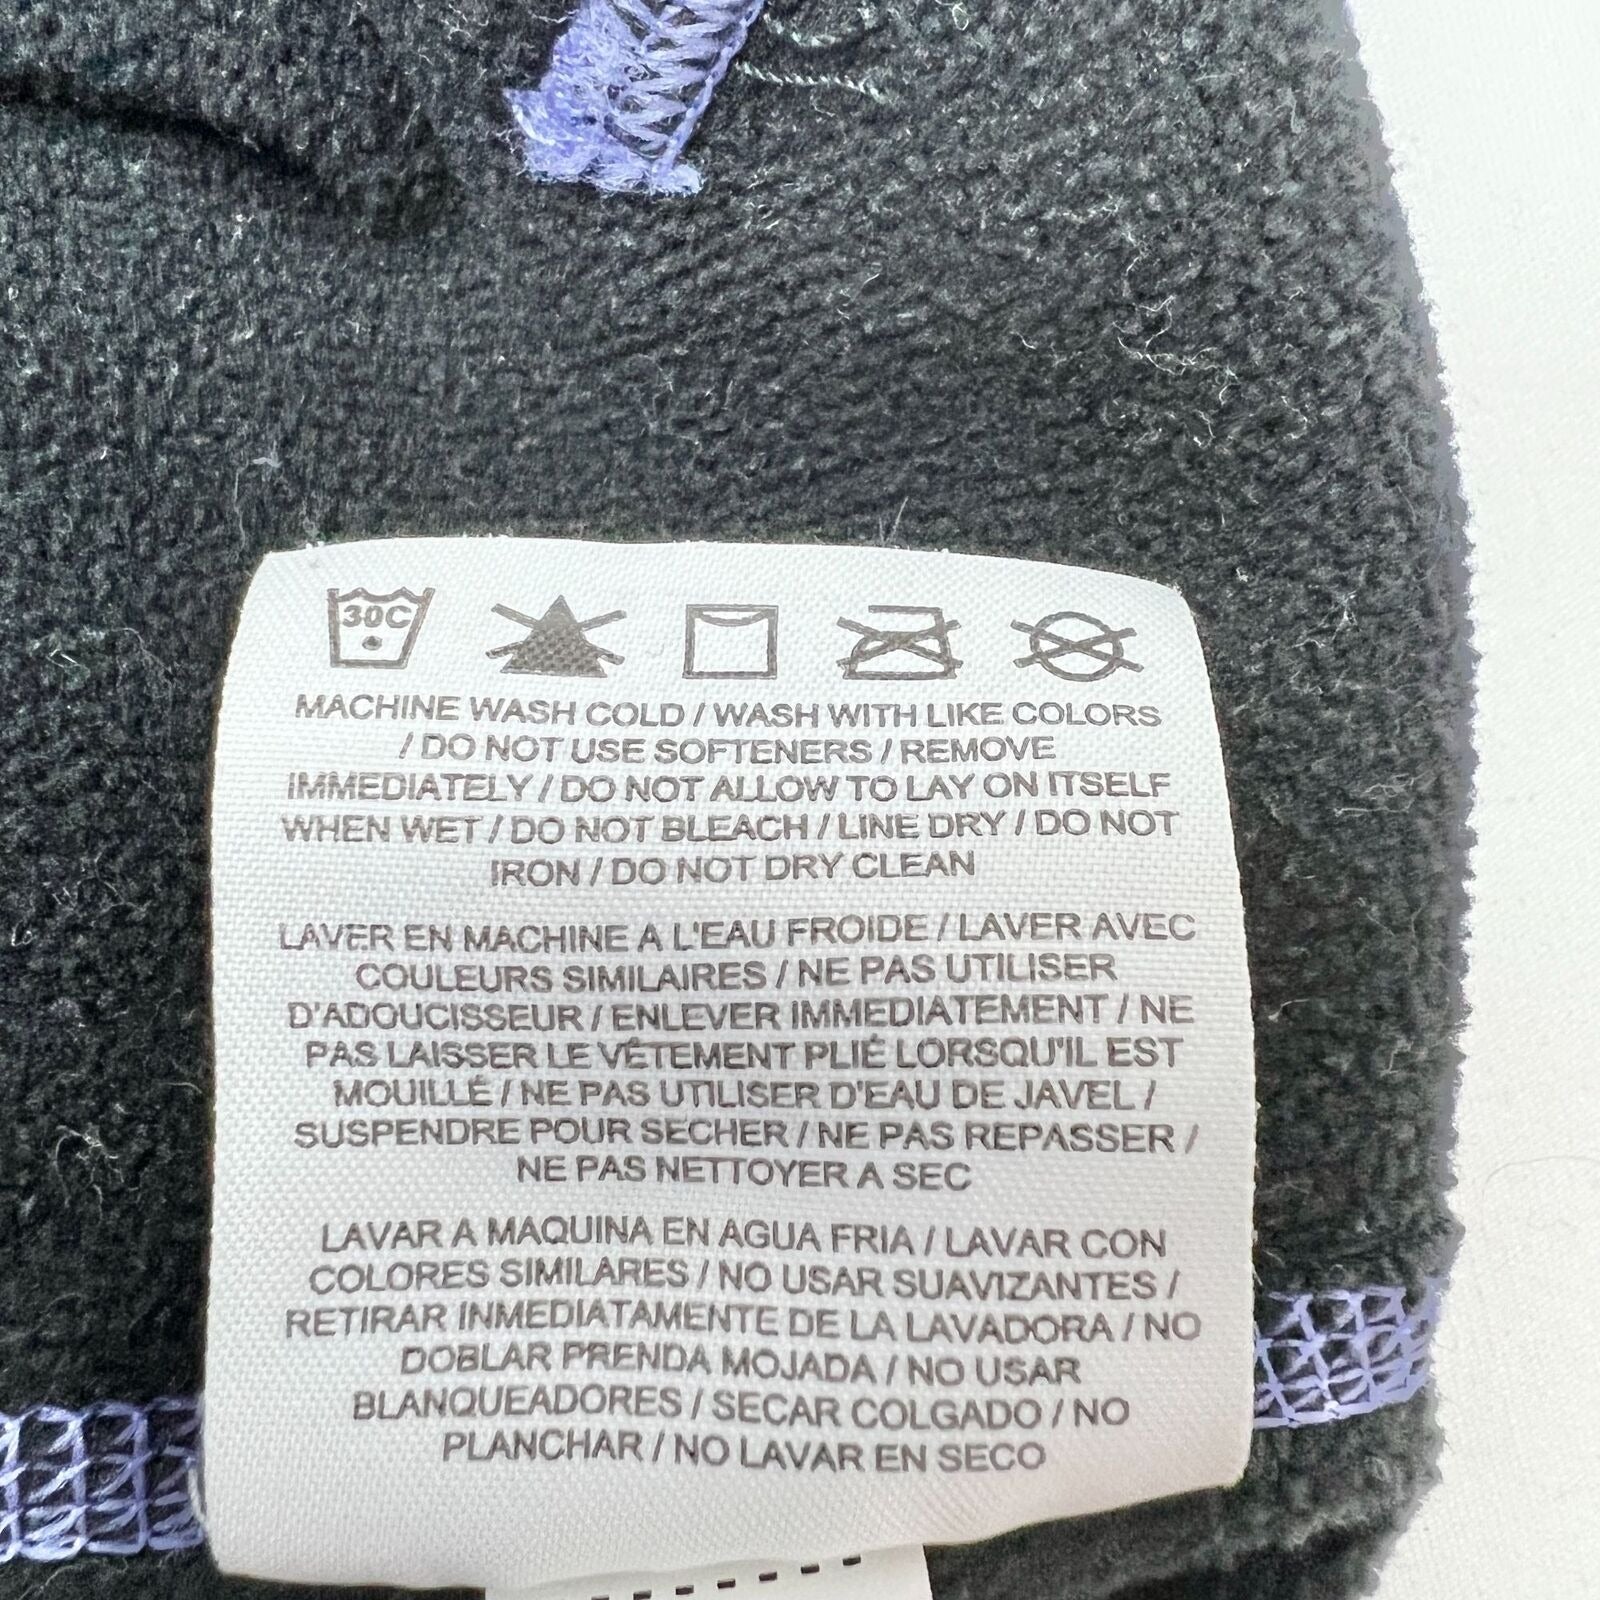 30C
MACHINE WASH COLD / WASH WITH LIKE COLORS
/ DO NOT USE SOFTENERS / REMOVE
IMMEDIATELY / DO NOT ALLOW TO LAY ON ITSELF
WHEN WET / DO NOT BLEACH / LINE DRY / DO NOT
IRON / DO NOT DRY CLEAN
LAVER EN MACHINE A L'EAU FROIDE / LAVER AVEC
COULEURS SIMILAIRES / NE PAS UTILISER
D'ADOUCISSEUR / ENLEVER IMMEDIATEMENT / NE
PAS LAISSER LE VÉTEMENT PLIÉ LORSQU'IL EST
MOUILLÉ / NE PAS UTILISER D'EAU DE JAVEL /
SUSPENDRE POUR SECHER / NE PAS REPASSER /
NE PAS NETTOYER A SEC
LAVAR A MAQUINA EN AGUA FRIA / LAVAR CON
COLORES SIMILARES / NO USAR SUAVIZANTES /
RETIRAR INMEDIATAMENTE DE LA LAVADORA / NO
DOBLAR PRENDA MOJADA / NO USAR
BLANQUEADORES / SECAR COLGADO / NO
PLANCHAR / NO LAVAR EN SECO